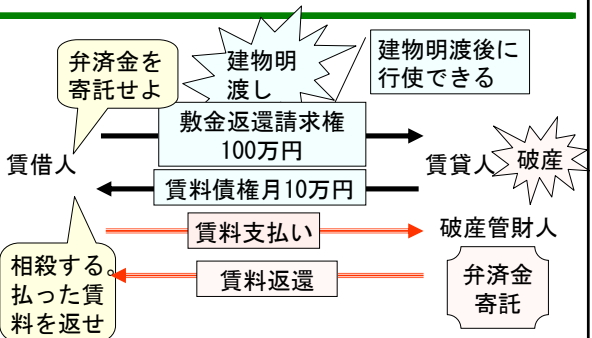 弁済金を
寄託せよ
建物明
渡し
建物明渡後に
行使できる
敷金返還請求権
100万円
賃借人
賃貸人
破産
賃料債権月10万円
賃料支払い
破産管財人
相殺する。
払った賃
料を返せ
賃料返還
弁済金
寄託